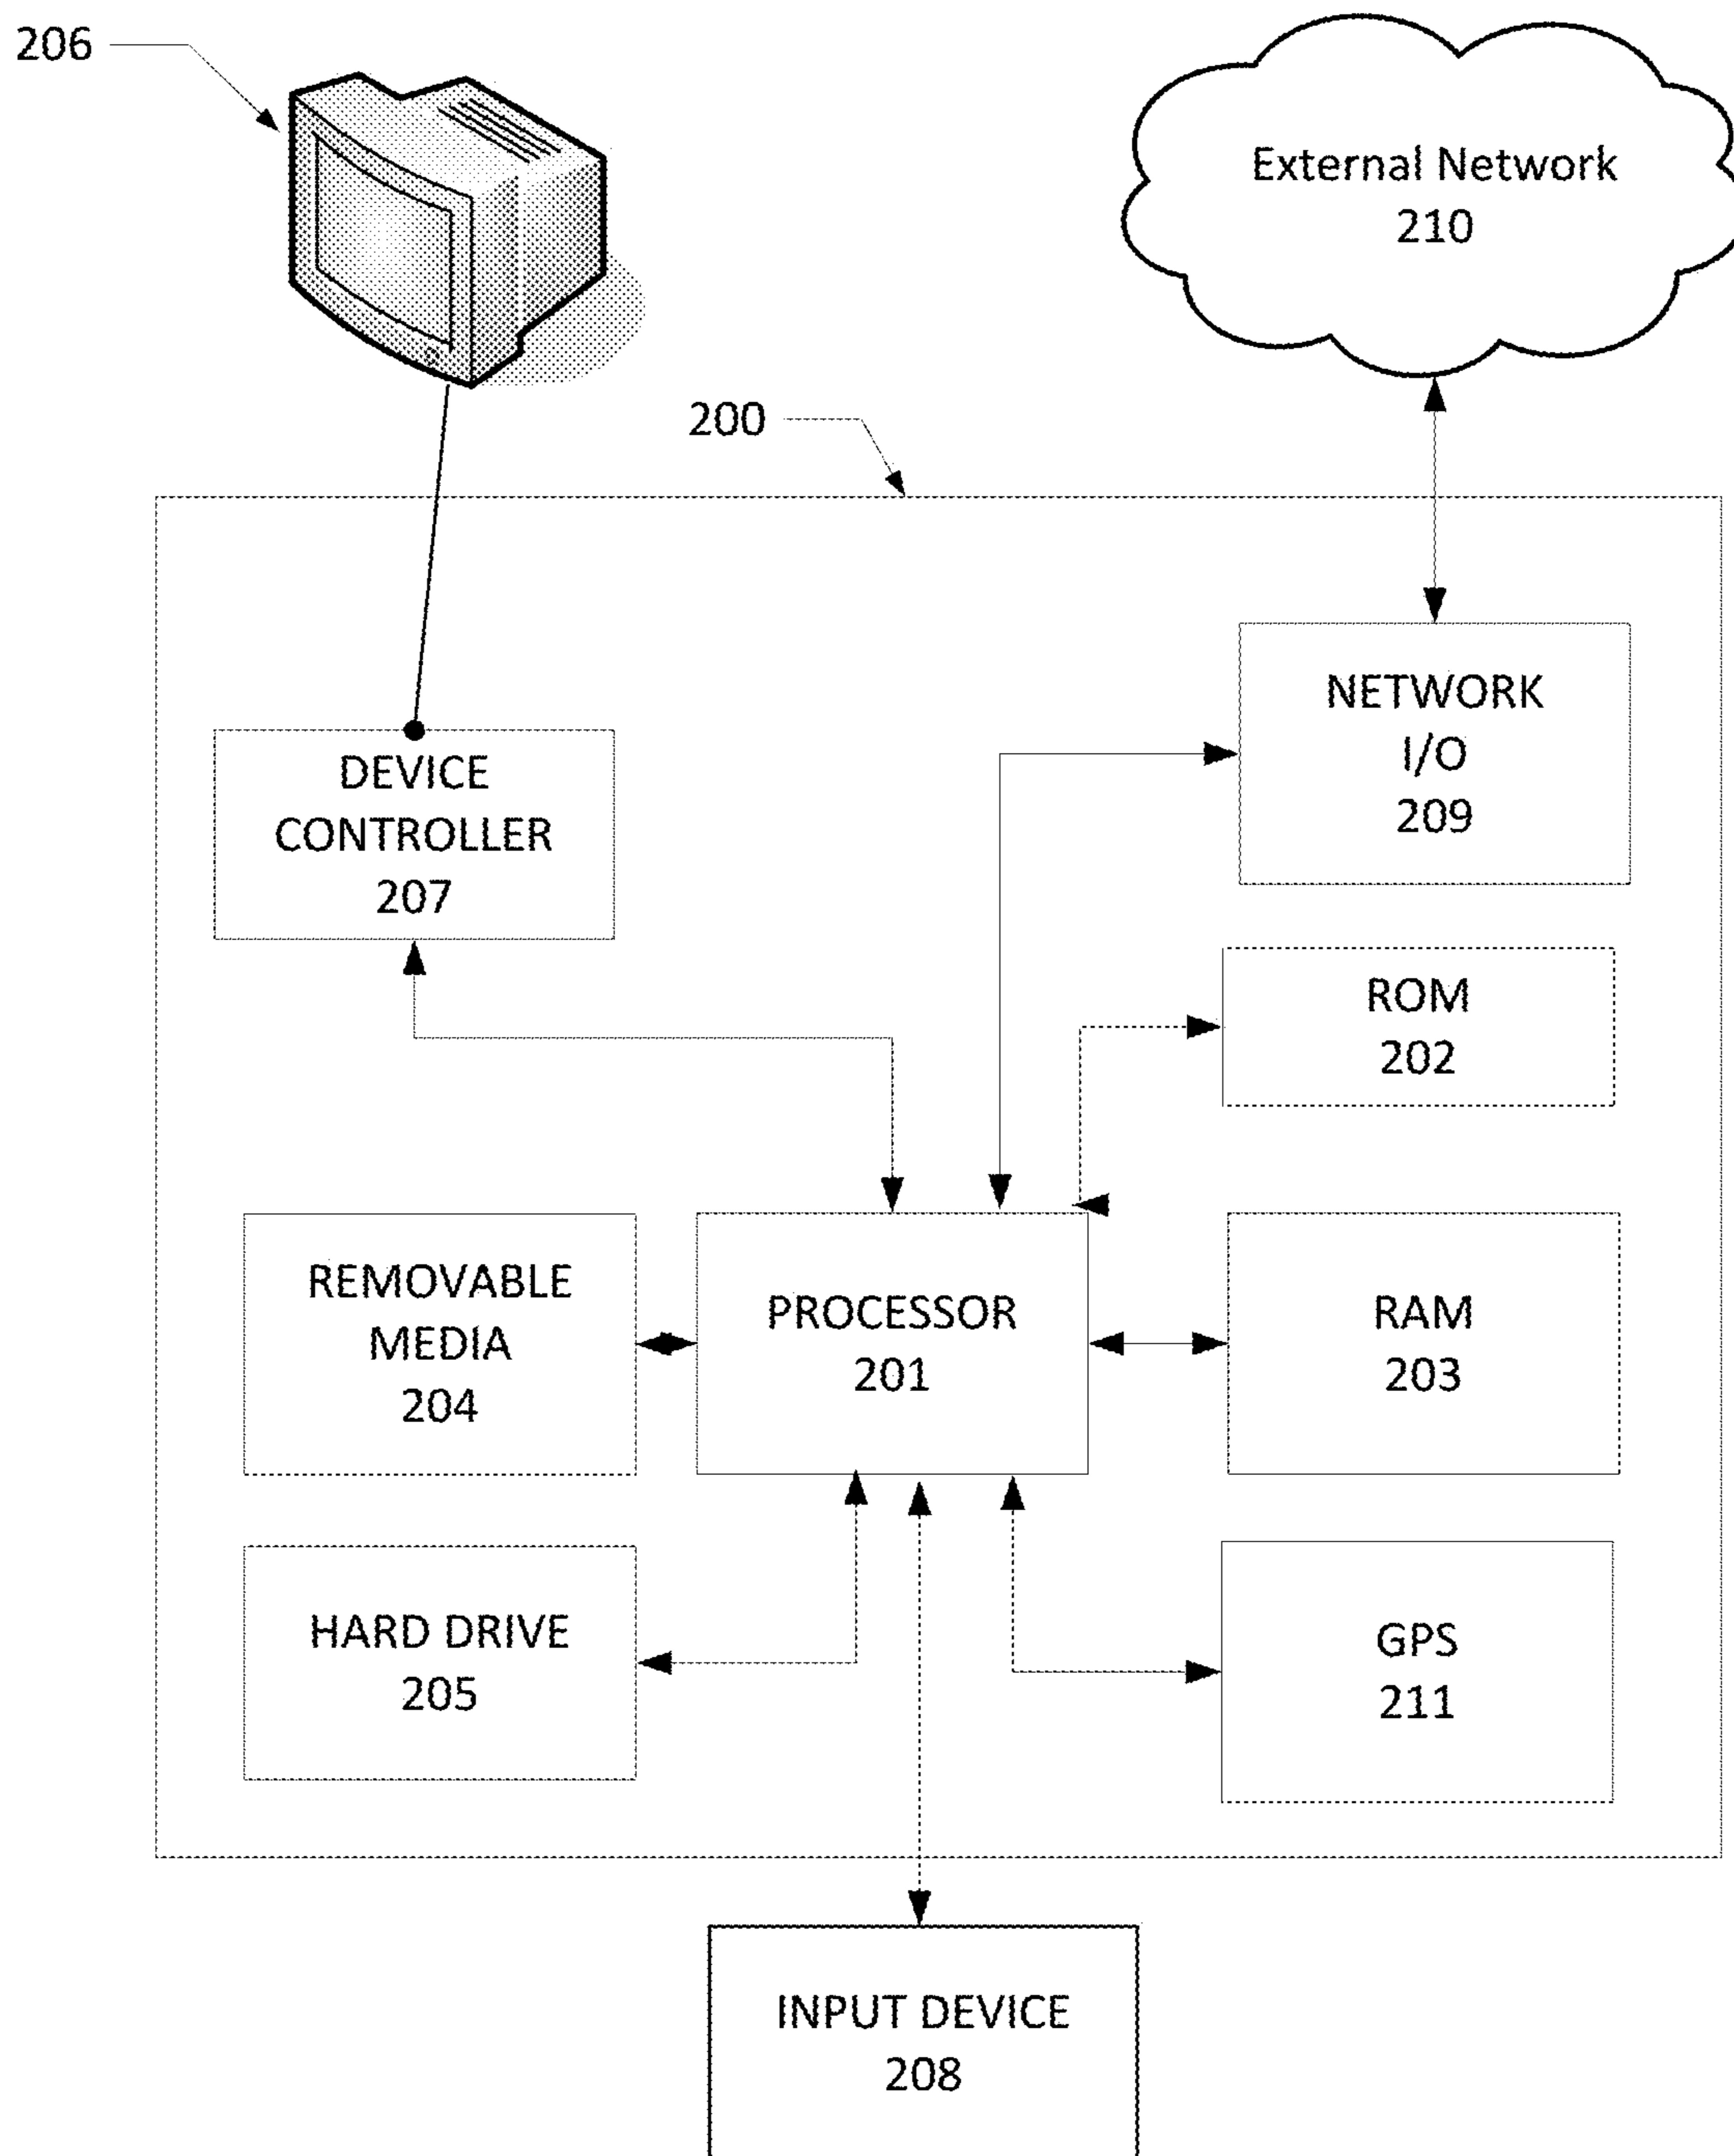 206
External Network
210
200
NETWORK
I/O
209
DEVICE
CONTROLLER
207
ROM
202
REMOVABLE
MEDIA
204
PROCESSOR
201
RAM
203
HARD DRIVE
205
GPS
211
INPUT DEVICE
208